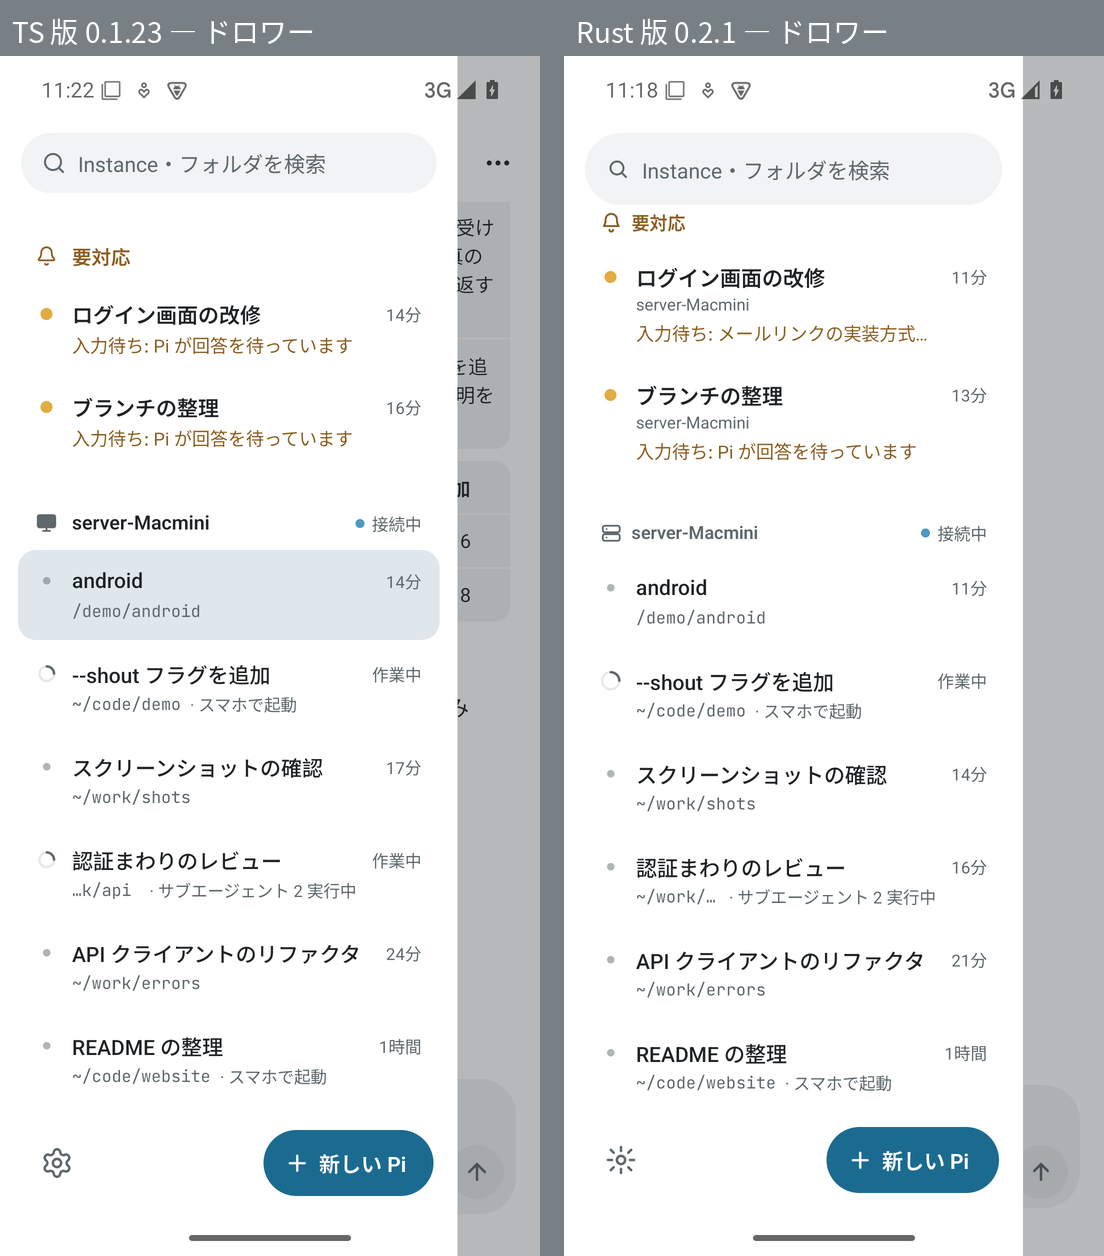 TS 版 0.1.23 — ドロワー
11:22
3G
Instance・フォルダを検索
要対応
ログイン画面の改修
14分
入力待ち: Pi が回答を待っています
ブランチの整理
16分
入力待ち: Pi が回答を待っています
server-Macmini
接続中
android
14分
/demo/android
--shout フラグを追加
作業中
~/code/demo · スマホで起動
スクリーンショットの確認
17分
~/work/shots
認証まわりのレビュー
作業中
…k/api · サブエージェント 2 実行中
API クライアントのリファクタ
24分
~/work/errors
README の整理
1時間
~/code/website · スマホで起動
+ 新しい Pi
受け
真の
返す
を追
明を
加
6
8
み
Rust 版 0.2.1 — ドロワー
11:18
3G
Instance・フォルダを検索
要対応
ログイン画面の改修
11分
server-Macmini
入力待ち: メールリンクの実装方式…
ブランチの整理
13分
server-Macmini
入力待ち: Pi が回答を待っています
server-Macmini
接続中
android
11分
/demo/android
--shout フラグを追加
作業中
~/code/demo · スマホで起動
スクリーンショットの確認
14分
~/work/shots
認証まわりのレビュー
16分
~/work/… · サブエージェント 2 実行中
API クライアントのリファクタ
21分
~/work/errors
README の整理
1時間
~/code/website · スマホで起動
+ 新しい Pi